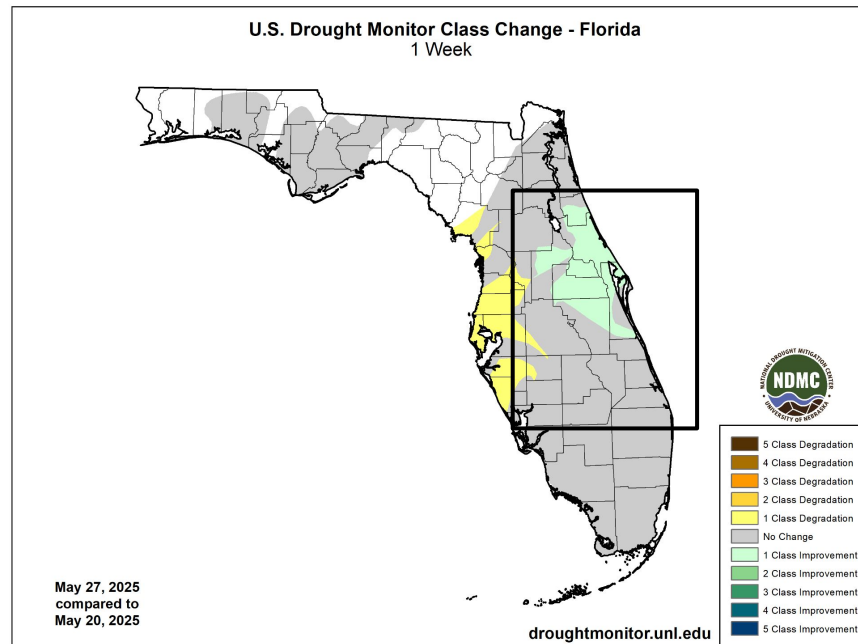 U.S. Drought Monitor Class Change - Florida
1 Week
NATIONAL DROUGHT MITIGATION CENTER
NDMC
UNIVERSITY OF NEBRASKA
5 Class Degradation
4 Class Degradation
3 Class Degradation
2 Class Degradation
1 Class Degradation
No Change
1 Class Improvement
2 Class Improvement
3 Class Improvement
4 Class Improvement
5 Class Improvement
May 27, 2025
compared to
May 20, 2025
droughtmonitor.unl.edu